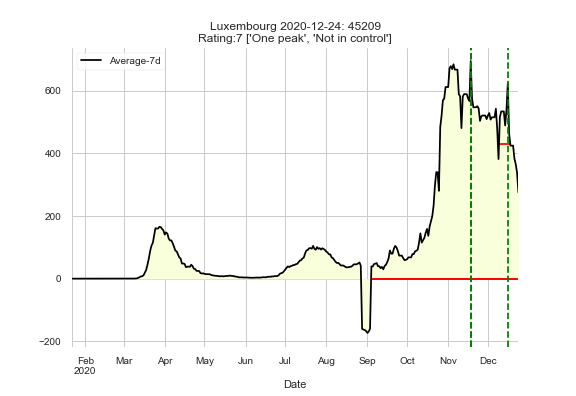 Luxembourg 2020-12-24: 45209
Rating:7 ['One peak', 'Not in control']
Average-7d
600
400
200
0
−200
Feb Mar Apr May Jun Jul Aug Sep Oct Nov Dec
2020
Date